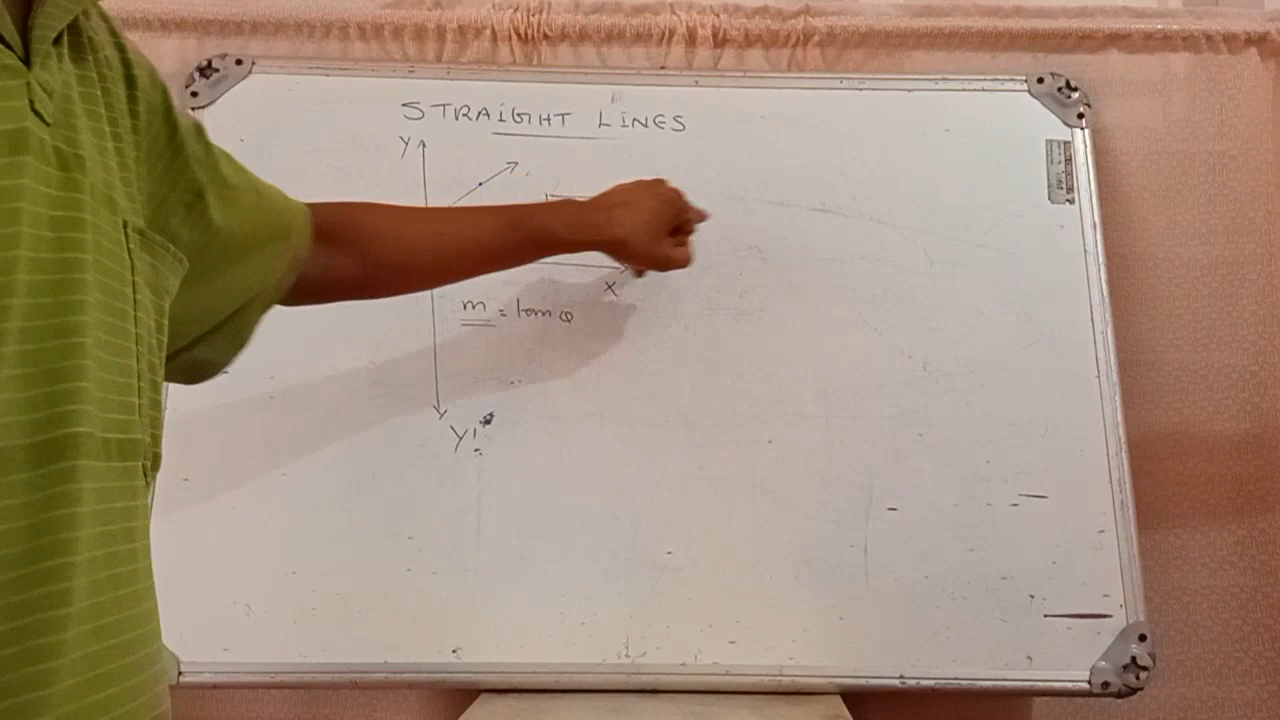 STRAIGHT LINES
Y
X
m = tan θ
Y'